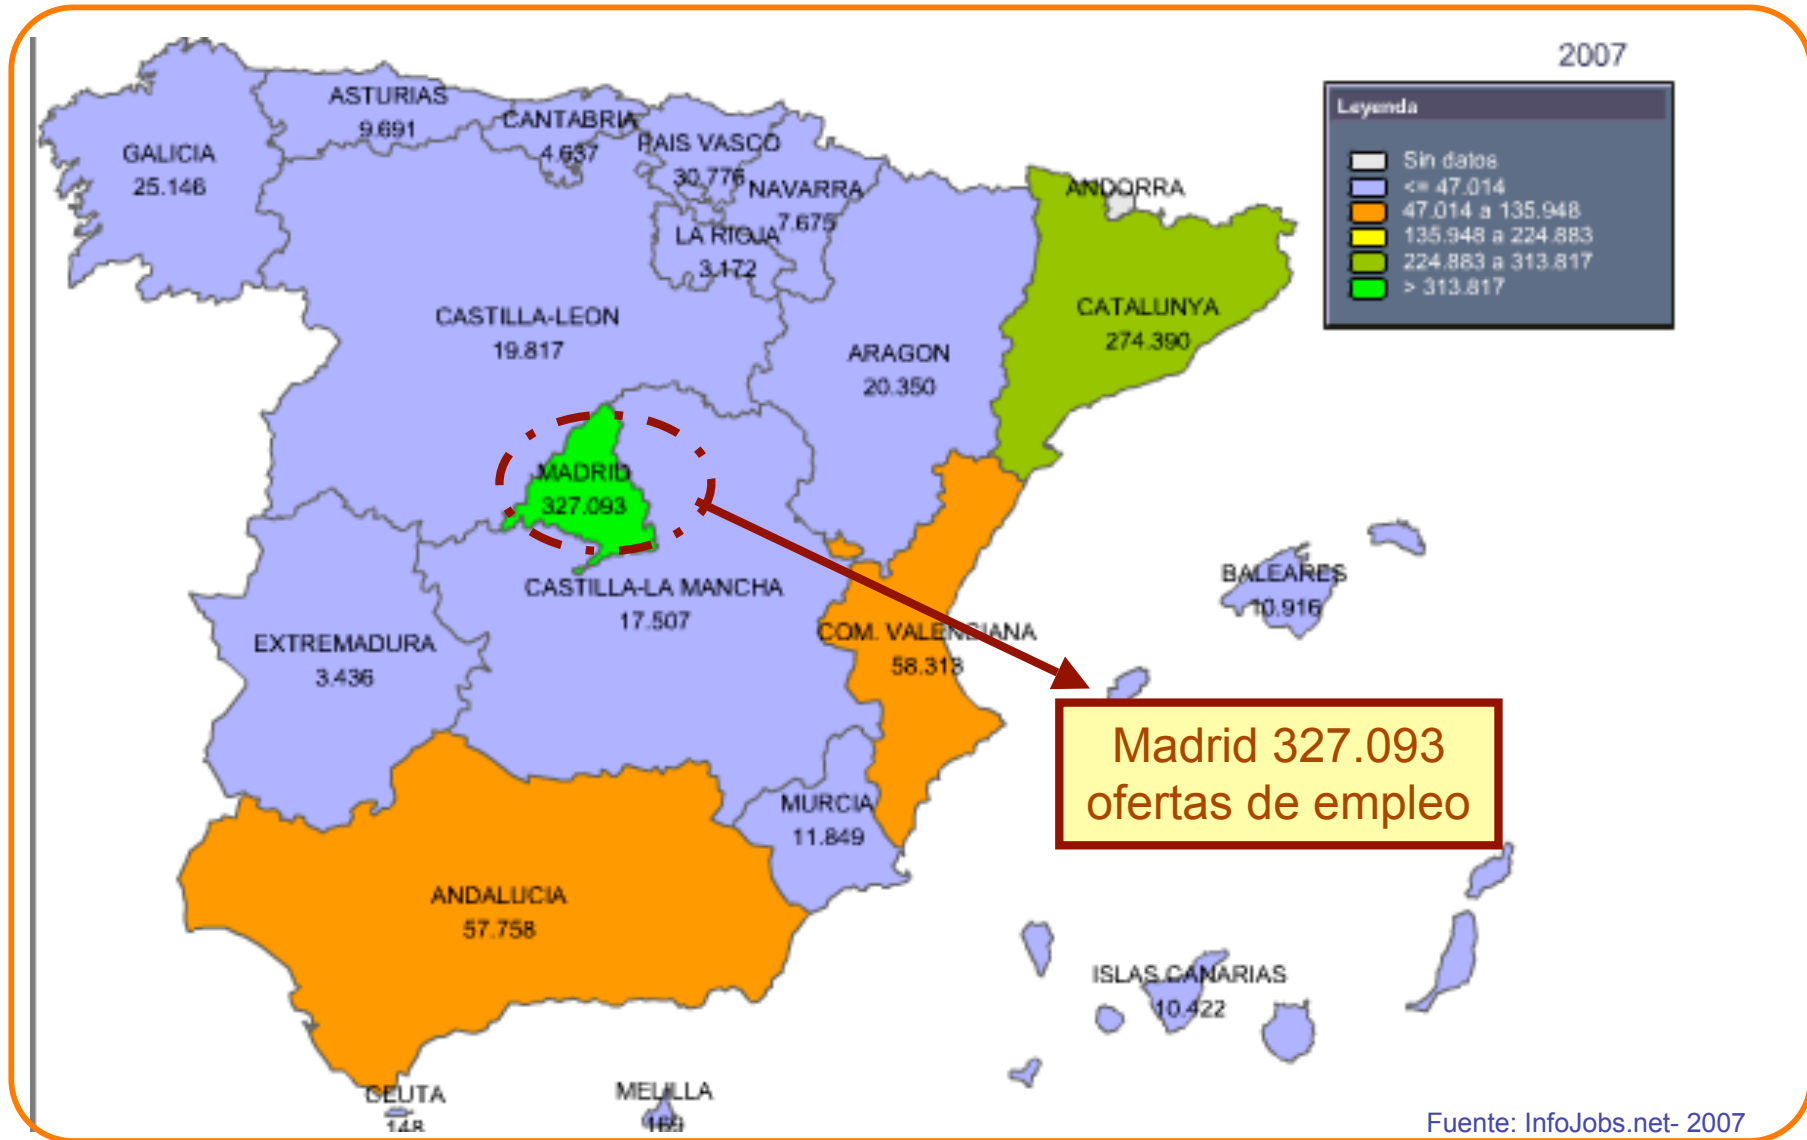 2007
Leyenda
Sin datos
<= 47.014
47.014 a 135.948
135.948 a 224.883
224.883 a 313.817
> 313.817
ASTURIAS
9.691
CANTABRIA
4.637
PAIS VASCO
30.776
GALICIA
25.146
NAVARRA
7.675
ANDORRA
LA RIOJA
3.172
CASTILLA-LEON
19.817
CATALUNYA
274.390
ARAGON
20.350
MADRID
327.093
CASTILLA-LA MANCHA
17.507
BALEARES
10.916
EXTREMADURA
3.436
COM. VALENCIANA
58.313
Madrid 327.093
ofertas de empleo
MURCIA
11.849
ANDALUCIA
57.758
ISLAS CANARIAS
10.422
CEUTA
148
MELILLA
169
Fuente: InfoJobs.net- 2007